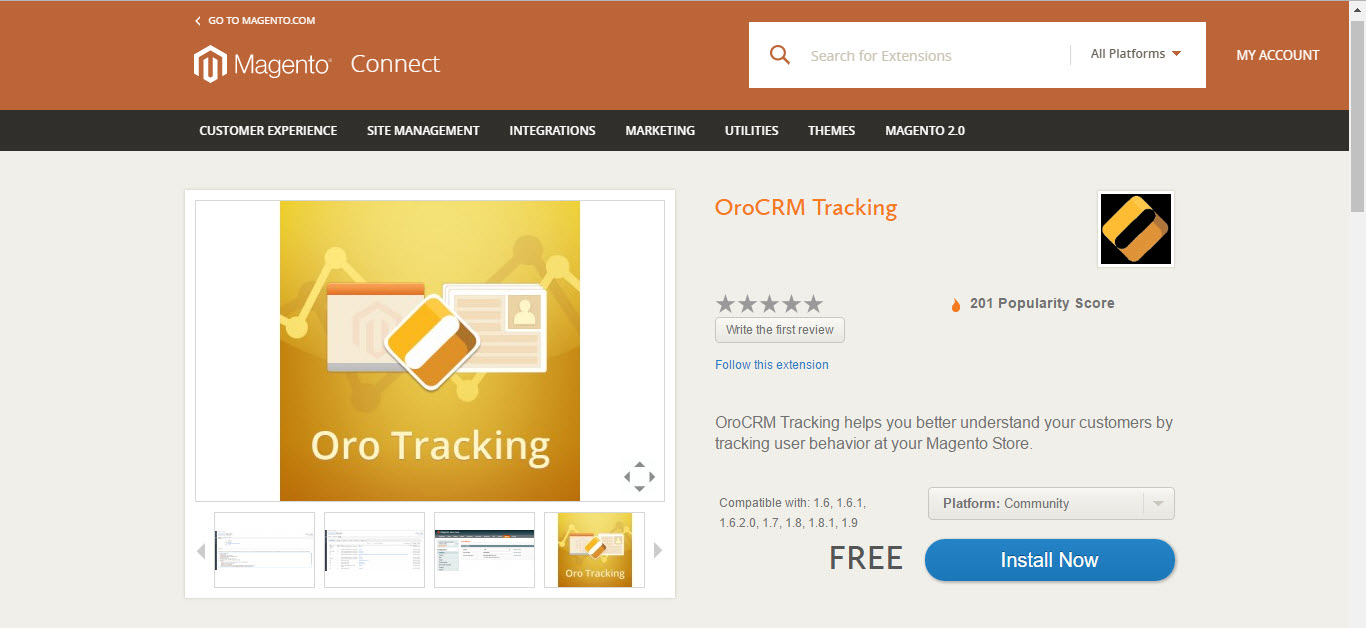 GO TO MAGENTO.COM
Magento Connect
Search for Extensions
All Platforms
MY ACCOUNT
CUSTOMER EXPERIENCE SITE MANAGEMENT INTEGRATIONS MARKETING UTILITIES THEMES MAGENTO 2.0
Oro Tracking
Oro Tracking
OroCRM Tracking
201 Popularity Score
Write the first review
Follow this extension
OroCRM Tracking helps you better understand your customers by
tracking user behavior at your Magento Store.
Compatible with: 1.6, 1.6.1,
1.6.2.0, 1.7, 1.8, 1.8.1, 1.9
Platform: Community
FREE
Install Now